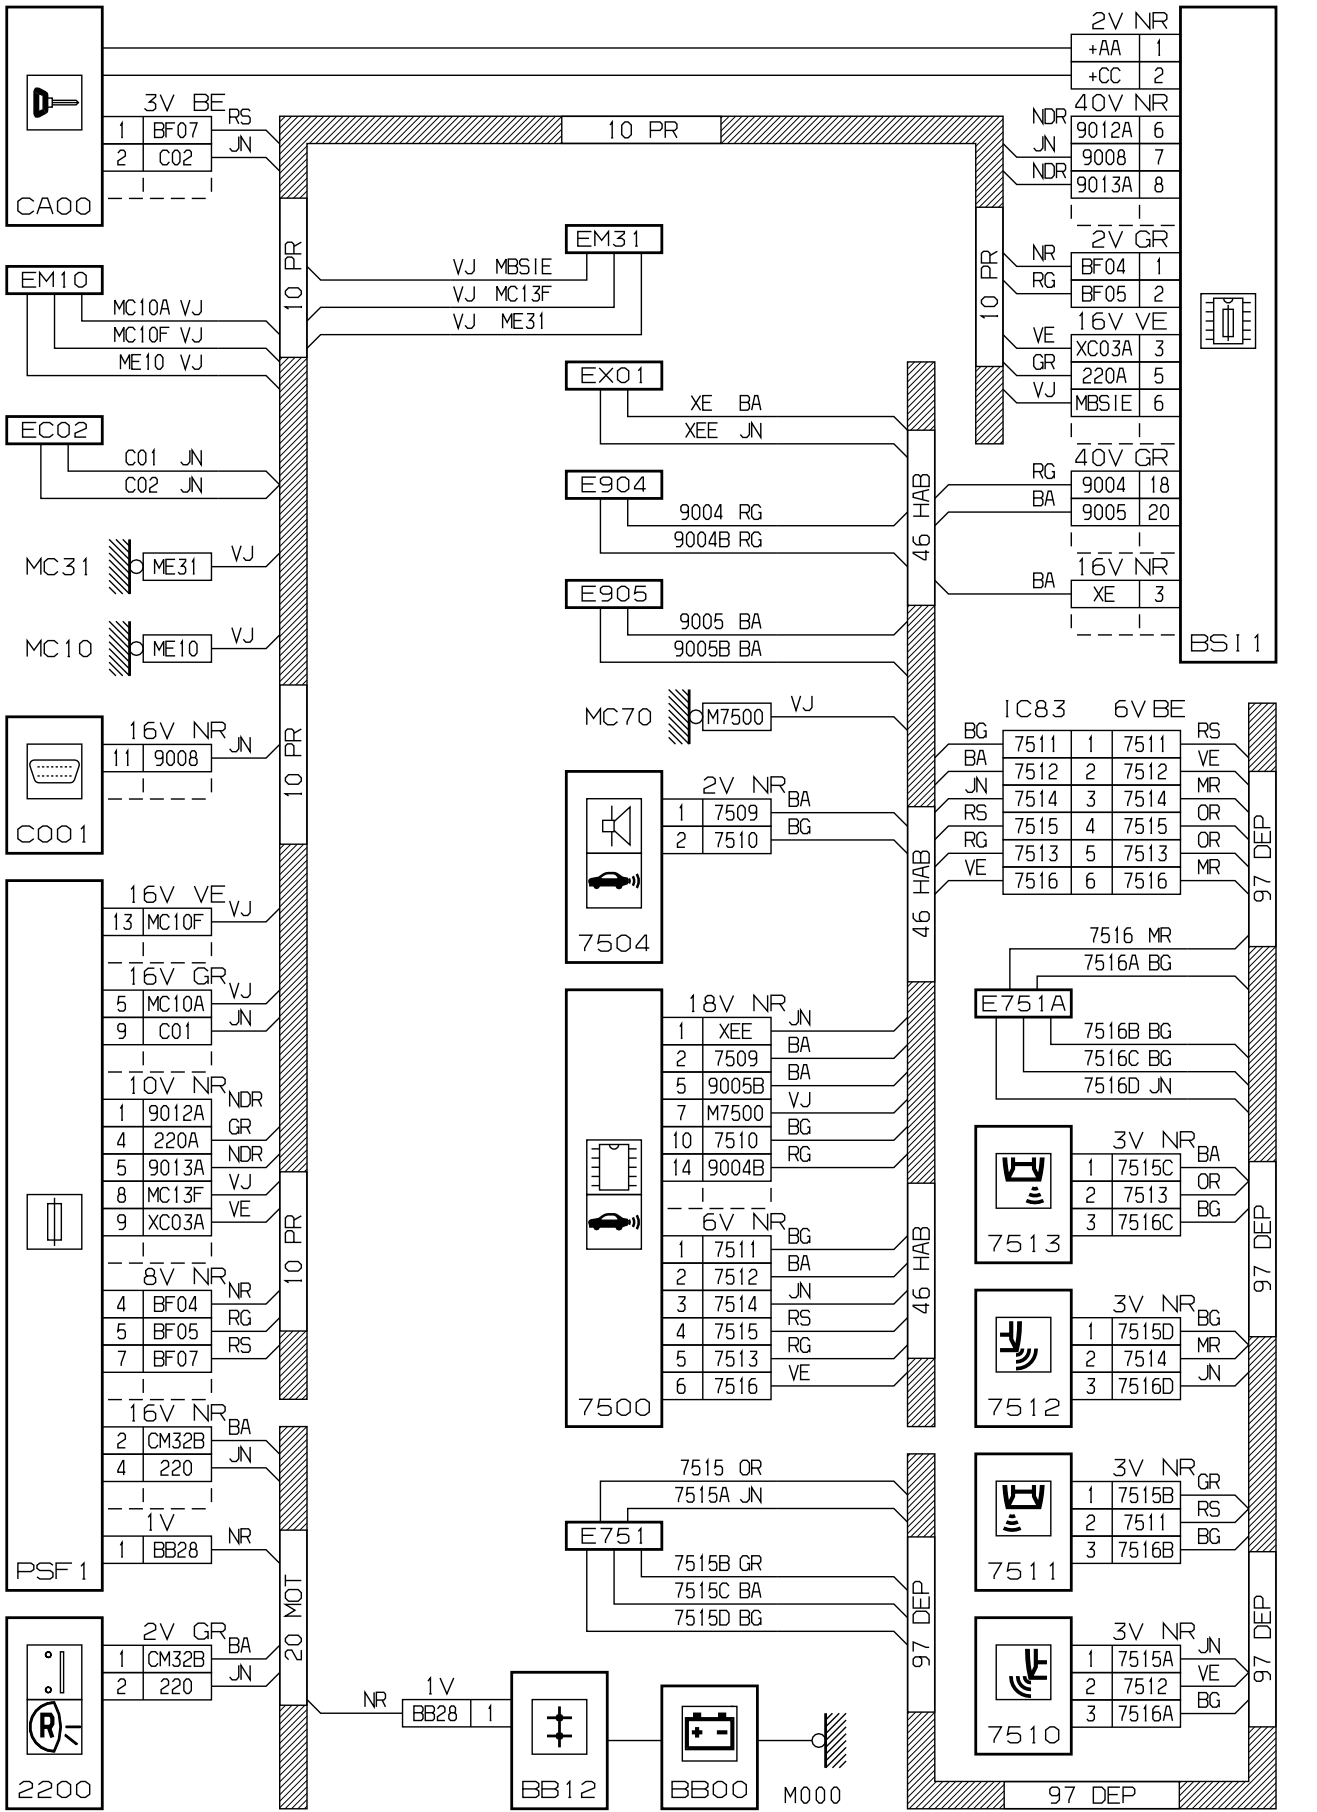 2V NR
+AA 1
+CC 2
40V NR
NDR 9012A 6
JN 9008 7
NDR 9013A 8
2V GR
NR BF04 1
RG BF05 2
16V VE
VE XC03A 3
GR 220A 5
VJ MBSIE 6
40V GR
RG 9004 18
BA 9005 20
16V NR
BA XE 3
BSI1
3V BE
1 BF07 RS
2 C02 JN
CA00
10 PR
10 PR
10 PR
EM10
MC10A VJ
MC10F VJ
ME10 VJ
EM31
VJ MBSIE
VJ MC13F
VJ ME31
EC02
C01 JN
C02 JN
EX01
XE BA
XEE JN
E904
9004 RG
9004B RG
E905
9005 BA
9005B BA
46 HAB
MC31 ME31 VJ
MC10 ME10 VJ
MC70 M7500 VJ
16V NR
11 9008 JN
C001
10 PR
2V NR
1 7509 BA
2 7510 BG
7504
46 HAB
IC83 6V BE
BG 7511 1 7511 RS
BA 7512 2 7512 VE
JN 7514 3 7514 MR
RS 7515 4 7515 OR
RG 7513 5 7513 OR
VE 7516 6 7516 MR
97 DEP
7516 MR
7516A BG
E751A
7516B BG
7516C BG
7516D JN
16V VE
13 MC10F VJ
16V GR
5 MC10A VJ
9 C01 JN
10V NR
1 9012A NDR
4 220A GR
5 9013A NDR
8 MC13F VJ
9 XC03A VE
8V NR
4 BF04 NR
5 BF05 RG
7 BF07 RS
16V NR
2 CM32B BA
4 220 JN
1V
1 BB28 NR
PSF1
10 PR
18V NR
1 XEE JN
2 7509 BA
5 9005B BA
7 M7500 VJ
10 7510 BG
14 9004B RG
6V NR
1 7511 BG
2 7512 BA
3 7514 JN
4 7515 RS
5 7513 RG
6 7516 VE
7500
46 HAB
3V NR
1 7515C BA
2 7513 OR
3 7516C BG
7513
97 DEP
3V NR
1 7515D BG
2 7514 MR
3 7516D JN
7512
3V NR
1 7515B GR
2 7511 RS
3 7516B BG
7511
3V NR
1 7515A JN
2 7512 VE
3 7516A BG
7510
97 DEP
7515 OR
7515A JN
E751
7515B GR
7515C BA
7515D BG
97 DEP
2V GR
1 CM32B BA
2 220 JN
R
2200
20 MOT
1V
NR BB28 1
BB12
+ -
BB00
M000
97 DEP